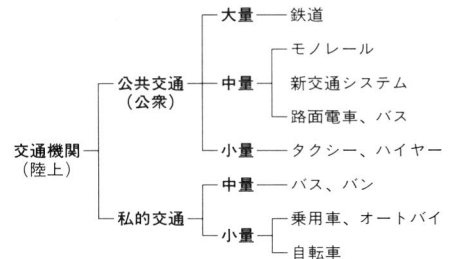 大量 鉄道
モノレール
公共交通 中量 新交通システム
（公衆）
路面電車、バス
交通機関 小量 タクシー、ハイヤー
（陸上）
中量 バス、バン
私的交通 乗用車、オートバイ
小量
自転車